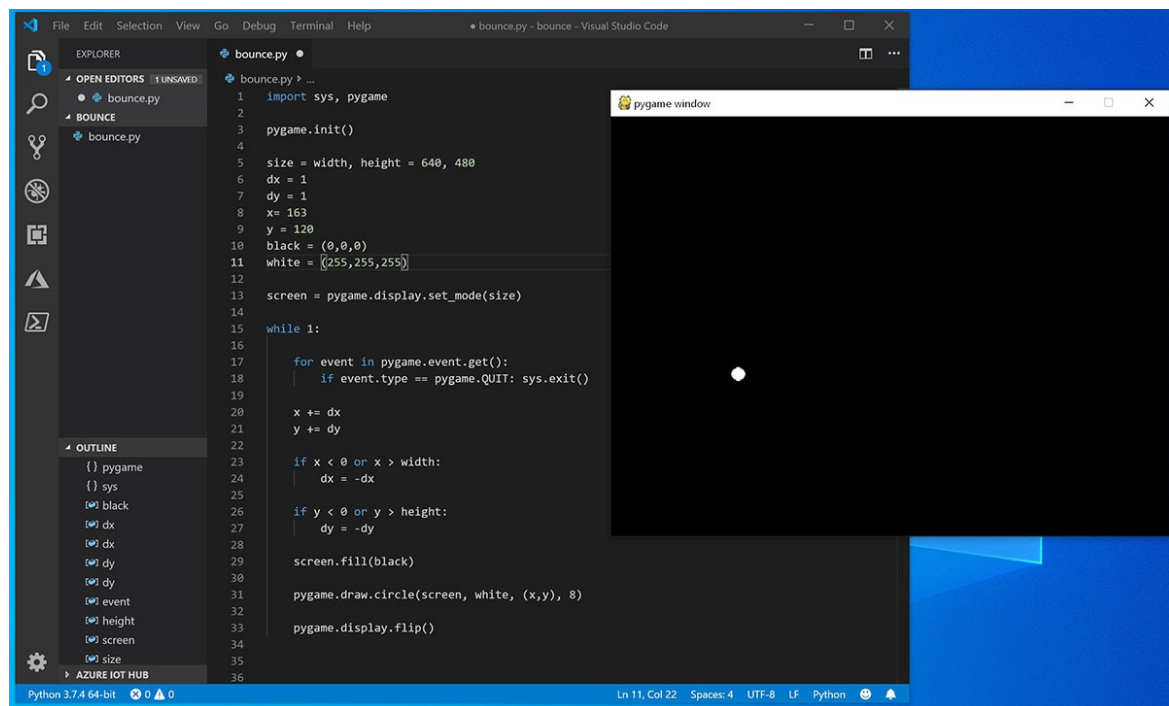 File Edit Selection View Go Debug Terminal Help ● bounce.py - bounce - Visual Studio Code
EXPLORER
1
OPEN EDITORS 1 UNSAVED
● bounce.py
BOUNCE
bounce.py
OUTLINE
{ } pygame
{ } sys
black
dx
dx
dy
dy
event
height
screen
size
AZURE IOT HUB
bounce.py ●
bounce.py ...
1 import sys, pygame
2
3 pygame.init()
4
5 size = width, height = 640, 480
6 dx = 1
7 dy = 1
8 x= 163
9 y = 120
10 black = (0,0,0)
11 white = (255,255,255)
12
13 screen = pygame.display.set_mode(size)
14
15 while 1:
16
17 for event in pygame.event.get():
18 if event.type == pygame.QUIT: sys.exit()
19
20 x += dx
21 y += dy
22
23 if x < 0 or x > width:
24 dx = -dx
25
26 if y < 0 or y > height:
27 dy = -dy
28
29 screen.fill(black)
30
31 pygame.draw.circle(screen, white, (x,y), 8)
32
33 pygame.display.flip()
34
35
36
pygame window
Python 3.7.4 64-bit 0 0 Ln 11, Col 22 Spaces: 4 UTF-8 LF Python